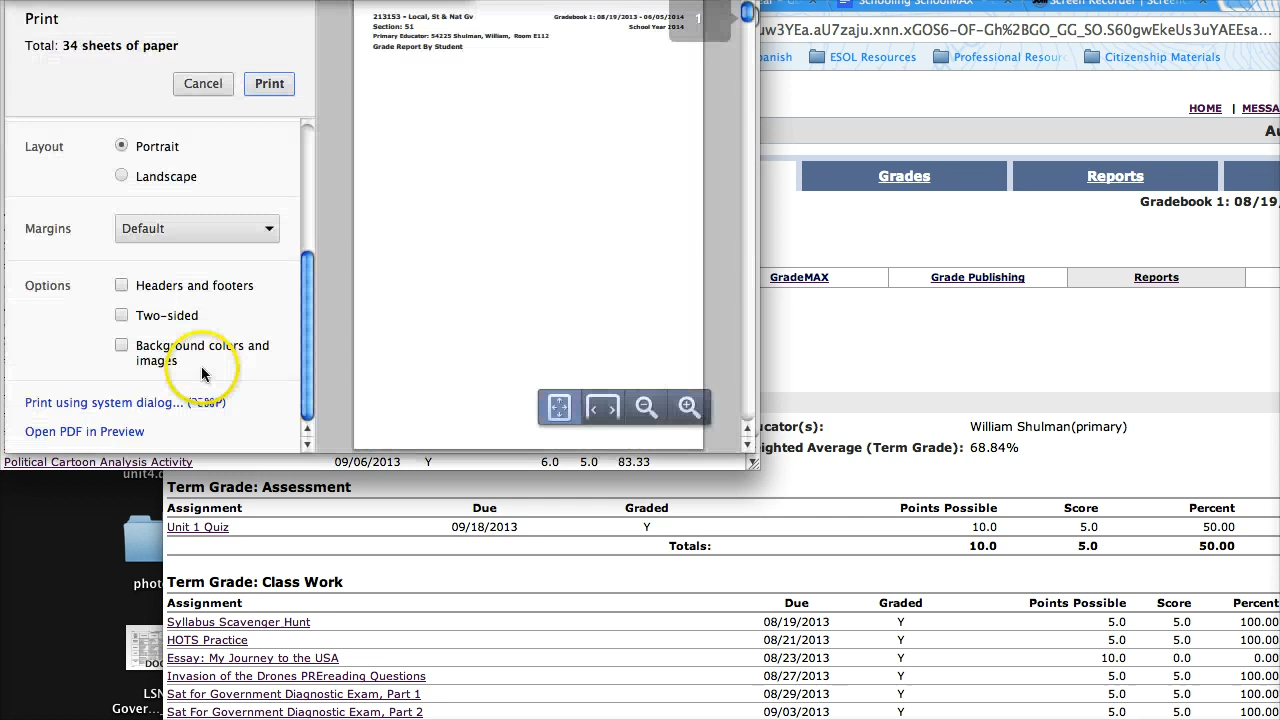 Print
Total: 34 sheets of paper
Cancel
Print
Layout
Portrait
Landscape
Margins
Default
Options
Headers and footers
Two-sided
Background colors and
images
Print using system dialog... (⌥⌘P)
Open PDF in Preview
213153 - Local, St & Nat Gv
Gradebook 1: 08/19/2013 - 06/05/2014
Section: 51
School Year 2014
Primary Educator: 54225 Shulman, William, Room E112
Grade Report By Student
1
Schooling SchoolMAX
Screen Recorder | Screen
uw3YEa.aU7zaju.xnn.xGOS6-OF-Gh%2BGO_GG_SO.S60gwEkeUs3uYAEEsa...
panish
ESOL Resources
Professional Resour
Citizenship Materials
HOME | MESSA
Au
Grades
Reports
Gradebook 1: 08/19/
GradeMAX
Grade Publishing
Reports
ucator(s): William Shulman(primary)
eighted Average (Term Grade): 68.84%
Political Cartoon Analysis Activity 09/06/2013 Y 6.0 5.0 83.33
Term Grade: Assessment
Assignment Due Graded Points Possible Score Percent
Unit 1 Quiz 09/18/2013 Y 10.0 5.0 50.00
Totals: 10.0 5.0 50.00
Term Grade: Class Work
Assignment Due Graded Points Possible Score Percent
Syllabus Scavenger Hunt 08/19/2013 Y 5.0 5.0 100.00
HOTS Practice 08/21/2013 Y 5.0 5.0 100.00
Essay: My Journey to the USA 08/23/2013 Y 10.0 0.0 0.00
Invasion of the Drones PREreading Questions 08/27/2013 Y 5.0 5.0 100.00
Sat for Government Diagnostic Exam, Part 1 08/29/2013 Y 5.0 5.0 100.00
Sat For Government Diagnostic Exam, Part 2 09/03/2013 Y 5.0 5.0 100.00
unit4.d
photo
DOC
LSN
Gover..._